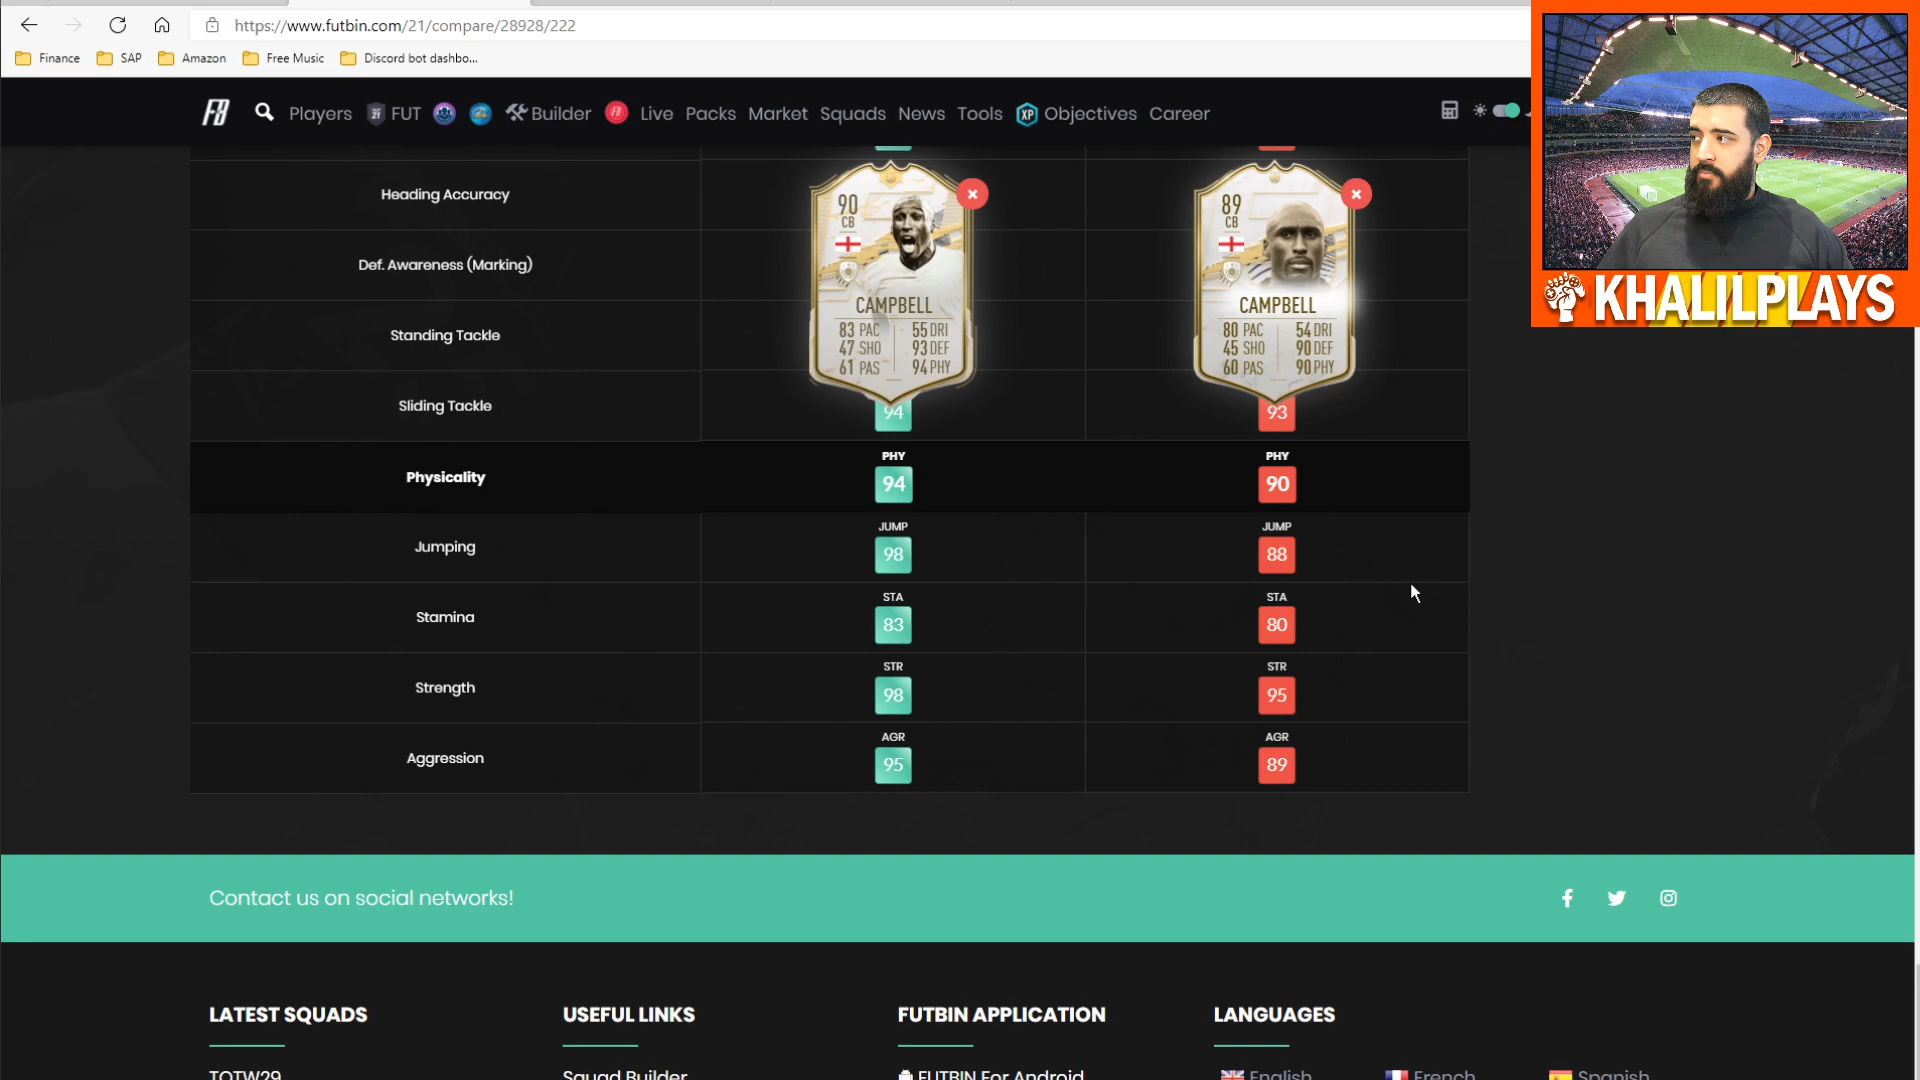 https://www.futbin.com/21/compare/28928/222
Finance SAP Amazon Free Music Discord bot dashbo...
Players FUT Builder Live Packs Market Squads News Tools XP Objectives Career
KHALILPLAYS
Heading Accuracy
Def. Awareness (Marking)
Standing Tackle
Sliding Tackle
90
CB
CAMPBELL
83 PAC 55 DRI
47 SHO 93 DEF
61 PAS 94 PHY
89
CB
CAMPBELL
80 PAC 54 DRI
45 SHO 90 DEF
60 PAS 90 PHY
94 93
PHY PHY
Physicality 94 90
JUMP JUMP
Jumping 98 88
STA STA
Stamina 83 80
STR STR
Strength 98 95
AGR AGR
Aggression 95 89
Contact us on social networks!
LATEST SQUADS USEFUL LINKS FUTBIN APPLICATION LANGUAGES
TOTW29 Squad Builder FUTBIN For Android English French Spanish